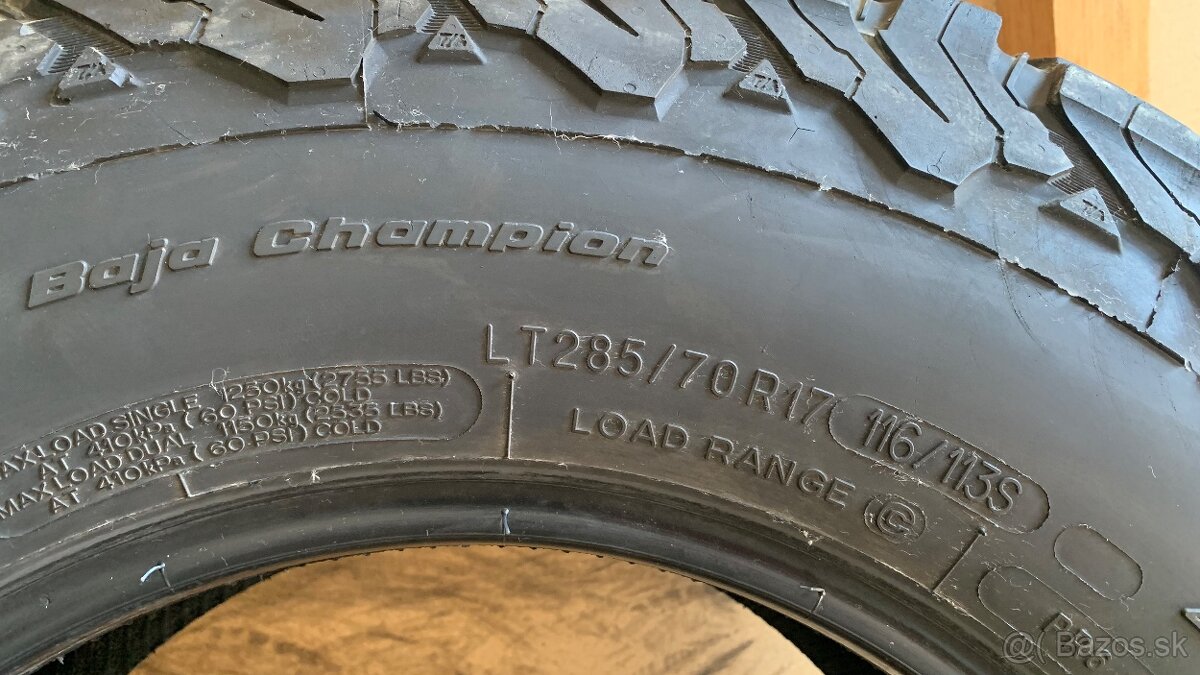 Baja Champion
LT285/70R17 116/113S
LOAD RANGE C
MAX LOAD SINGLE 1250kg (2755 LBS)
AT 410kPa (60 PSI) COLD
MAX LOAD DUAL 1150kg (2535 LBS)
AT 410kPa (60 PSI) COLD
Bazos.sk